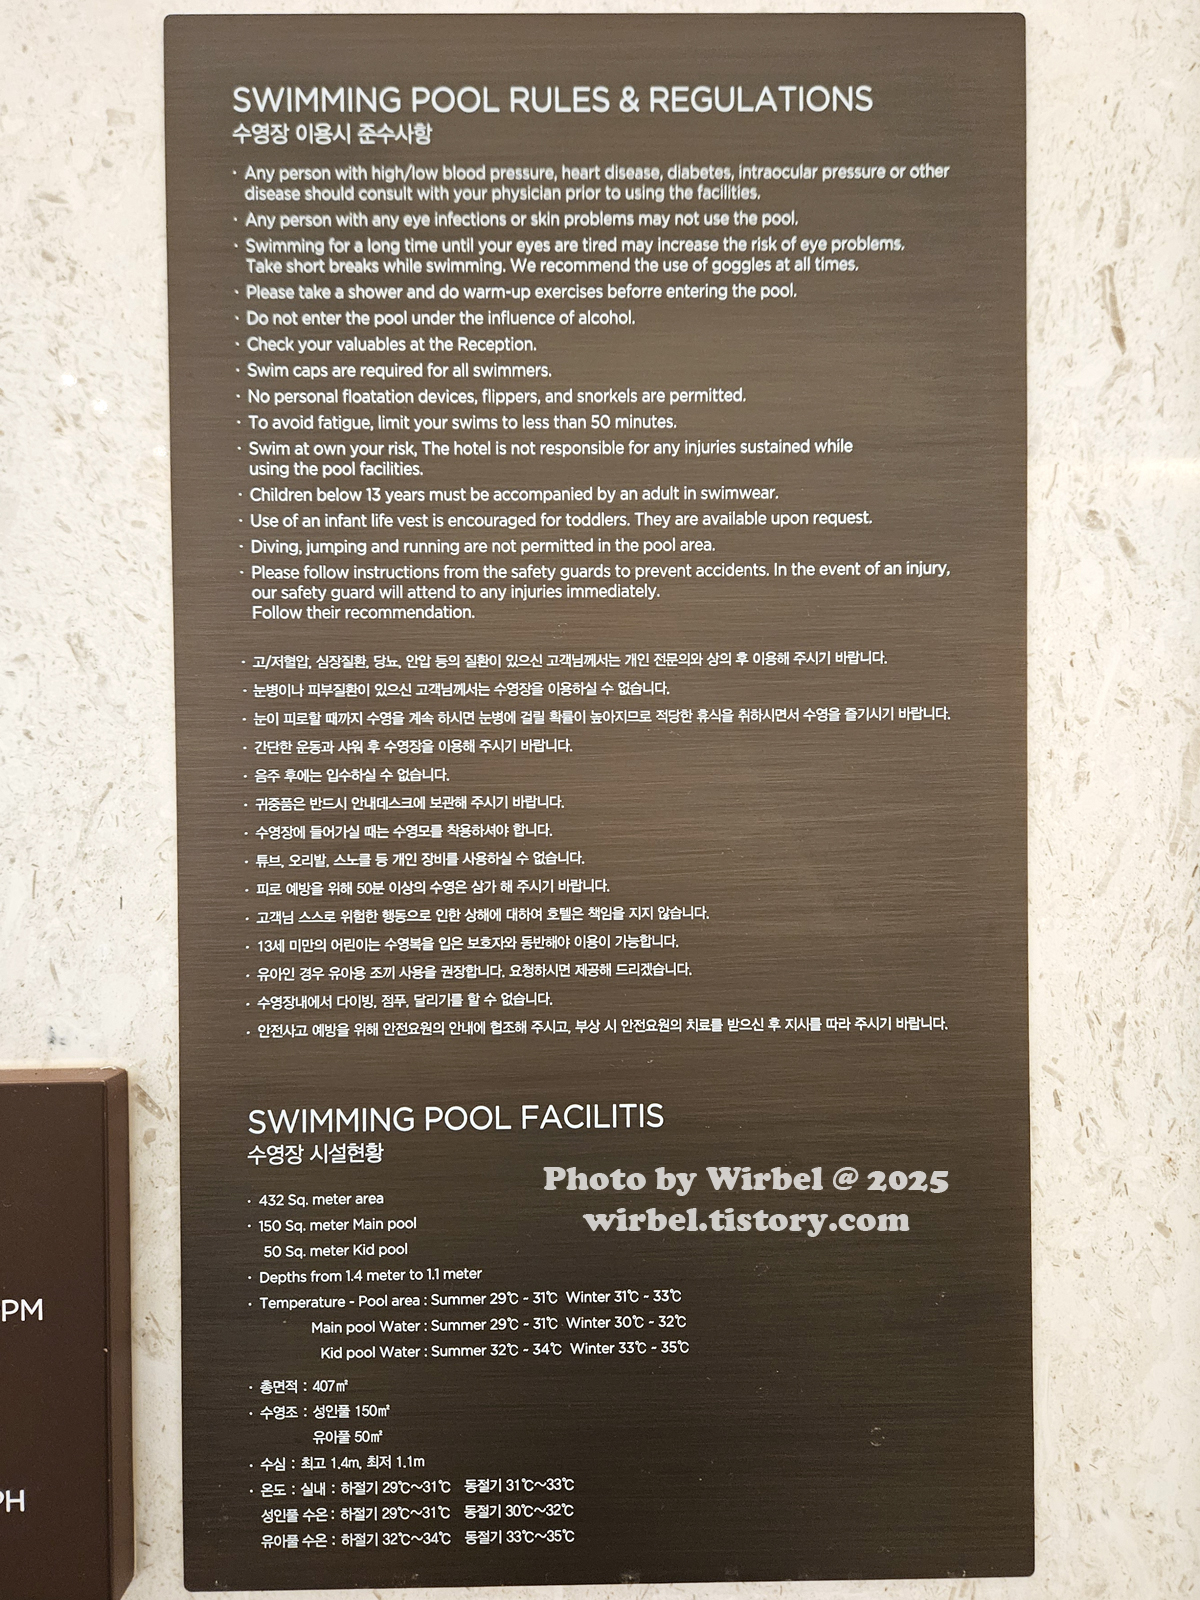 SWIMMING POOL RULES & REGULATIONS
수영장 이용시 준수사항
· Any person with high/low blood pressure, heart disease, diabetes, intraocular pressure or other
disease should consult with your physician prior to using the facilities.
· Any person with any eye infections or skin problems may not use the pool.
· Swimming for a long time until your eyes are tired may increase the risk of eye problems.
Take short breaks while swimming. We recommend the use of goggles at all times.
· Please take a shower and do warm-up exercises beforre entering the pool.
· Do not enter the pool under the influence of alcohol.
· Check your valuables at the Reception.
· Swim caps are required for all swimmers.
· No personal floatation devices, flippers, and snorkels are permitted.
· To avoid fatigue, limit your swims to less than 50 minutes.
· Swim at own your risk, The hotel is not responsible for any injuries sustained while
using the pool facilities.
· Children below 13 years must be accompanied by an adult in swimwear.
· Use of an infant life vest is encouraged for toddlers. They are available upon request.
· Diving, jumping and running are not permitted in the pool area.
· Please follow instructions from the safety guards to prevent accidents. In the event of an injury,
our safety guard will attend to any injuries immediately.
Follow their recommendation.
· 고/저혈압, 심장질환, 당뇨, 안압 등의 질환이 있으신 고객님께서는 개인 전문의와 상의 후 이용해 주시기 바랍니다.
· 눈병이나 피부질환이 있으신 고객님께서는 수영장을 이용하실 수 없습니다.
· 눈이 피로할 때까지 수영을 계속 하시면 눈병에 걸릴 확률이 높아지므로 적당한 휴식을 취하시면서 수영을 즐기시기 바랍니다.
· 간단한 운동과 샤워 후 수영장을 이용해 주시기 바랍니다.
· 음주 후에는 입수하실 수 없습니다.
· 귀중품은 반드시 안내데스크에 보관해 주시기 바랍니다.
· 수영장에 들어가실 때는 수영모를 착용하셔야 합니다.
· 튜브, 오리발, 스노클 등 개인 장비를 사용하실 수 없습니다.
· 피로 예방을 위해 50분 이상의 수영은 삼가 해 주시기 바랍니다.
· 고객님 스스로 위험한 행동으로 인한 상해에 대하여 호텔은 책임을 지지 않습니다.
· 13세 미만의 어린이는 수영복을 입은 보호자와 동반해야 이용이 가능합니다.
· 유아인 경우 유아용 조끼 사용을 권장합니다. 요청하시면 제공해 드리겠습니다.
· 수영장내에서 다이빙, 점푸, 달리기를 할 수 없습니다.
· 안전사고 예방을 위해 안전요원의 안내에 협조해 주시고, 부상 시 안전요원의 치료를 받으신 후 지시를 따라 주시기 바랍니다.
SWIMMING POOL FACILITIS
수영장 시설현황
Photo by Wirbel @ 2025
wirbel.tistory.com
· 432 Sq. meter area
· 150 Sq. meter Main pool
50 Sq. meter Kid pool
· Depths from 1.4 meter to 1.1 meter
· Temperature - Pool area : Summer 29℃ - 31℃ Winter 31℃ - 33℃
Main pool Water : Summer 29℃ - 31℃ Winter 30℃ - 32℃
Kid pool Water : Summer 32℃ - 34℃ Winter 33℃ - 35℃
· 총면적 : 407㎡
· 수영조 : 성인풀 150㎡
유아풀 50㎡
· 수심 : 최고 1.4m, 최저 1.1m
· 온도 : 실내 : 하절기 29℃~31℃ 동절기 31℃~33℃
성인풀 수온 : 하절기 29℃~31℃ 동절기 30℃~32℃
유아풀 수온 : 하절기 32℃~34℃ 동절기 33℃~35℃
PM
PH